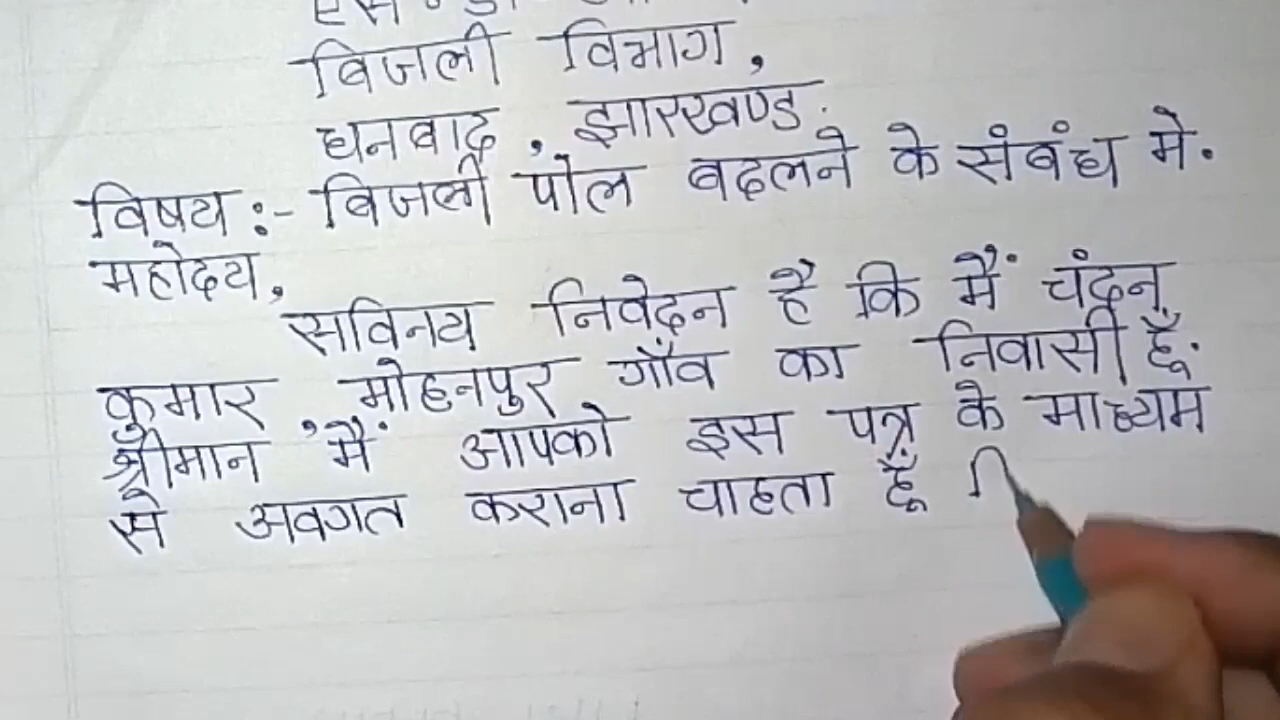 बिजली विभाग,
धनबाद, झारखण्ड.
विषय :- बिजली पोल बदलने के संबंध मे.
महोदय,
सविनय निवेदन है कि मैं चंदन
कुमार मोहनपुर गाँव का निवासी हूँ.
श्रीमान, मैं आपको इस पत्र के माध्यम
से अवगत कराना चाहता हूँ